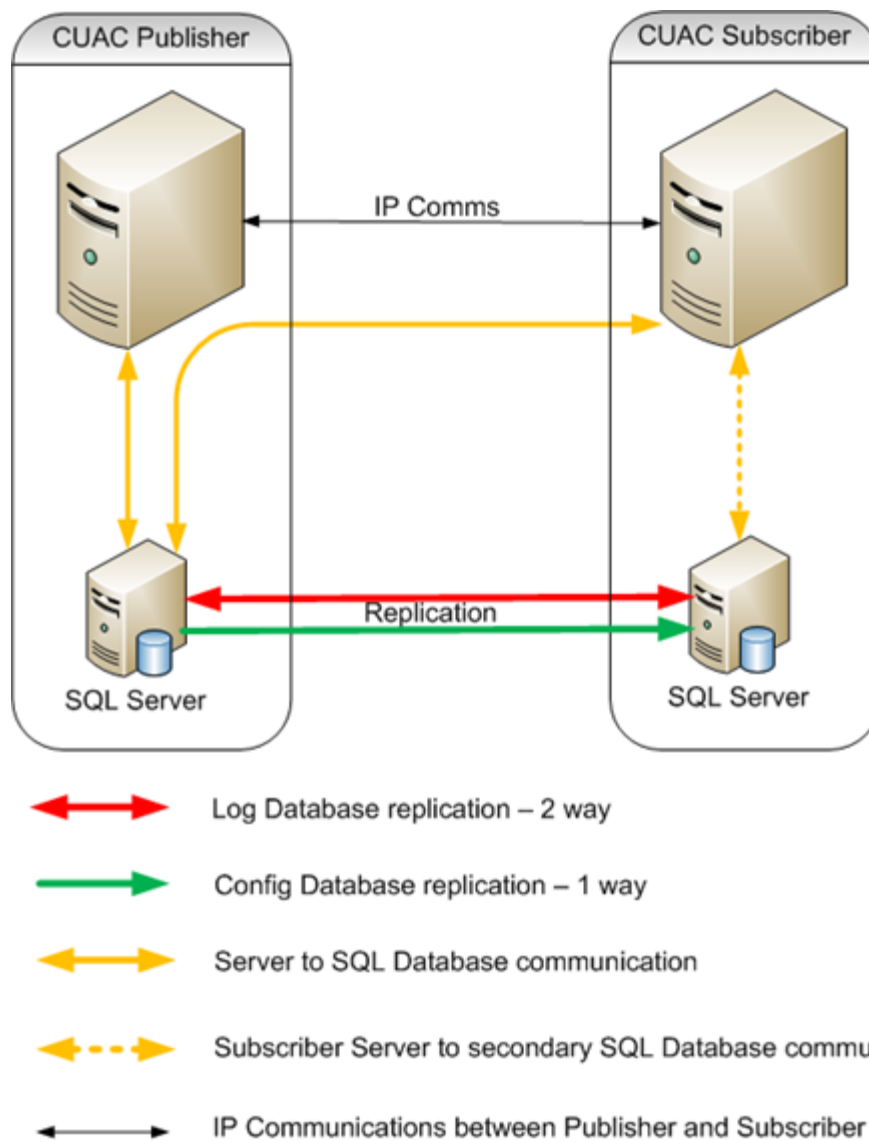 CUAC Publisher
CUAC Subscriber
IP Comms
Replication
SQL Server
SQL Server
Log Database replication – 2 way
Config Database replication – 1 way
Server to SQL Database communication
Subscriber Server to secondary SQL Database commu
IP Communications between Publisher and Subscriber